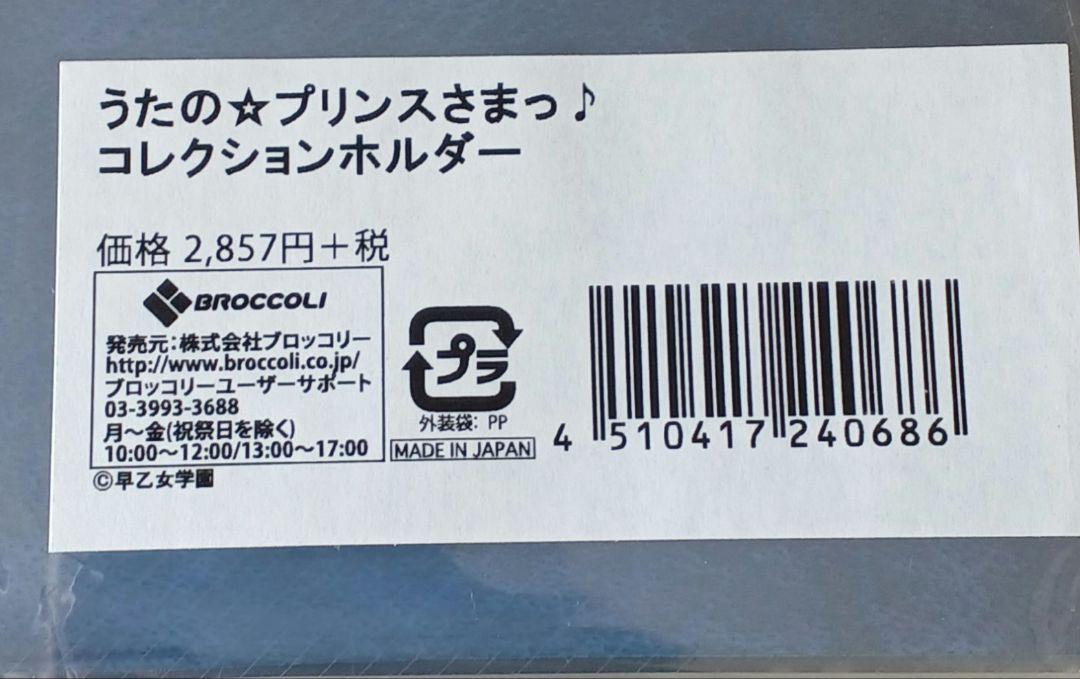 うたの☆プリンスさまっ♪
コレクションホルダー
価格 2,857円＋税
BROCCOLI
発売元:株式会社ブロッコリー
http://www.broccoli.co.jp/
ブロッコリーユーザーサポート
03-3993-3688
月～金(祝祭日を除く)
10:00～12:00/13:00～17:00
©早乙女学園
プラ
外装袋: PP
MADE IN JAPAN
4 510417 240686